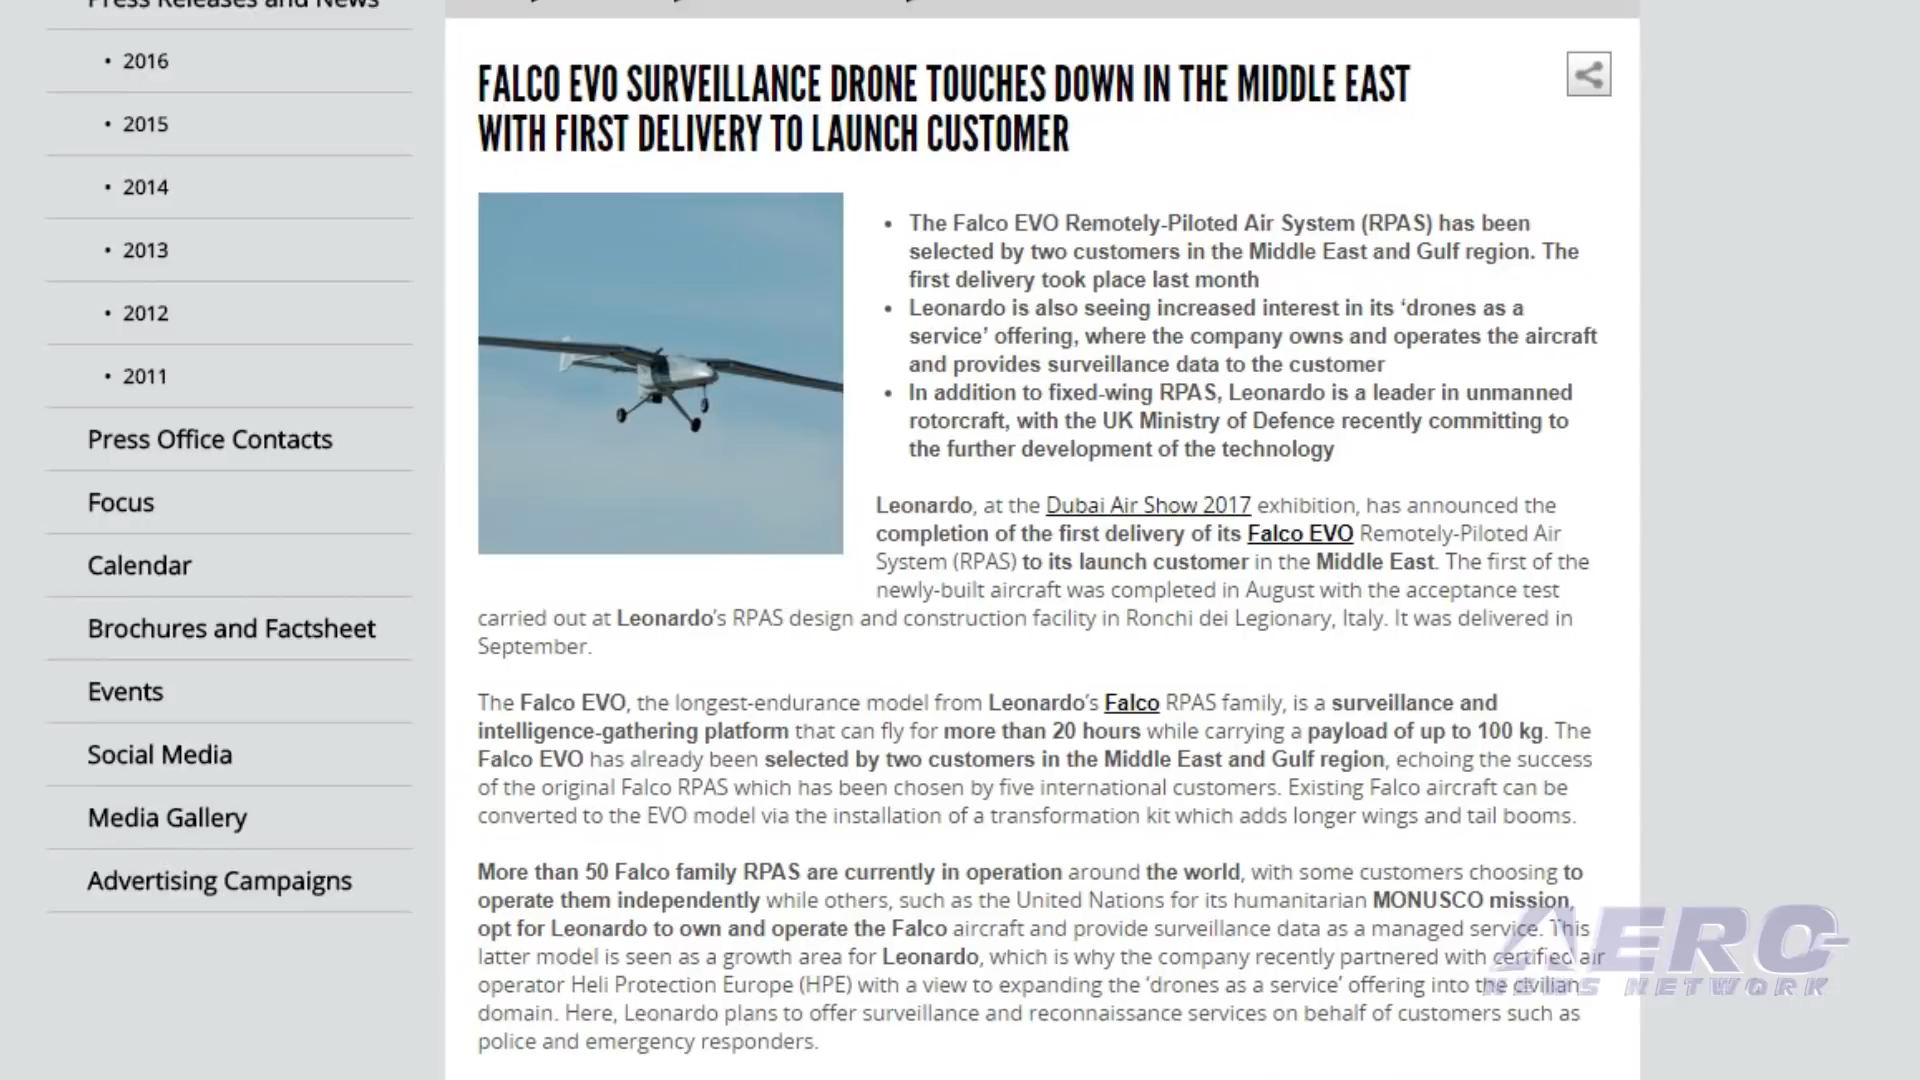 Press Releases and News
• 2016
• 2015
• 2014
• 2013
• 2012
• 2011
Press Office Contacts
Focus
Calendar
Brochures and Factsheet
Events
Social Media
Media Gallery
Advertising Campaigns
FALCO EVO SURVEILLANCE DRONE TOUCHES DOWN IN THE MIDDLE EAST
WITH FIRST DELIVERY TO LAUNCH CUSTOMER
• The Falco EVO Remotely-Piloted Air System (RPAS) has been
selected by two customers in the Middle East and Gulf region. The
first delivery took place last month
• Leonardo is also seeing increased interest in its ‘drones as a
service’ offering, where the company owns and operates the aircraft
and provides surveillance data to the customer
• In addition to fixed-wing RPAS, Leonardo is a leader in unmanned
rotorcraft, with the UK Ministry of Defence recently committing to
the further development of the technology
Leonardo, at the Dubai Air Show 2017 exhibition, has announced the
completion of the first delivery of its Falco EVO Remotely-Piloted Air
System (RPAS) to its launch customer in the Middle East. The first of the
newly-built aircraft was completed in August with the acceptance test
carried out at Leonardo’s RPAS design and construction facility in Ronchi dei Legionary, Italy. It was delivered in
September.
The Falco EVO, the longest-endurance model from Leonardo’s Falco RPAS family, is a surveillance and
intelligence-gathering platform that can fly for more than 20 hours while carrying a payload of up to 100 kg. The
Falco EVO has already been selected by two customers in the Middle East and Gulf region, echoing the success
of the original Falco RPAS which has been chosen by five international customers. Existing Falco aircraft can be
converted to the EVO model via the installation of a transformation kit which adds longer wings and tail booms.
More than 50 Falco family RPAS are currently in operation around the world, with some customers choosing to
operate them independently while others, such as the United Nations for its humanitarian MONUSCO mission,
opt for Leonardo to own and operate the Falco aircraft and provide surveillance data as a managed service. This
latter model is seen as a growth area for Leonardo, which is why the company recently partnered with certified air
operator Heli Protection Europe (HPE) with a view to expanding the ‘drones as a service’ offering into the civilian
domain. Here, Leonardo plans to offer surveillance and reconnaissance services on behalf of customers such as
police and emergency responders.
AERO
NEWS NETWORK